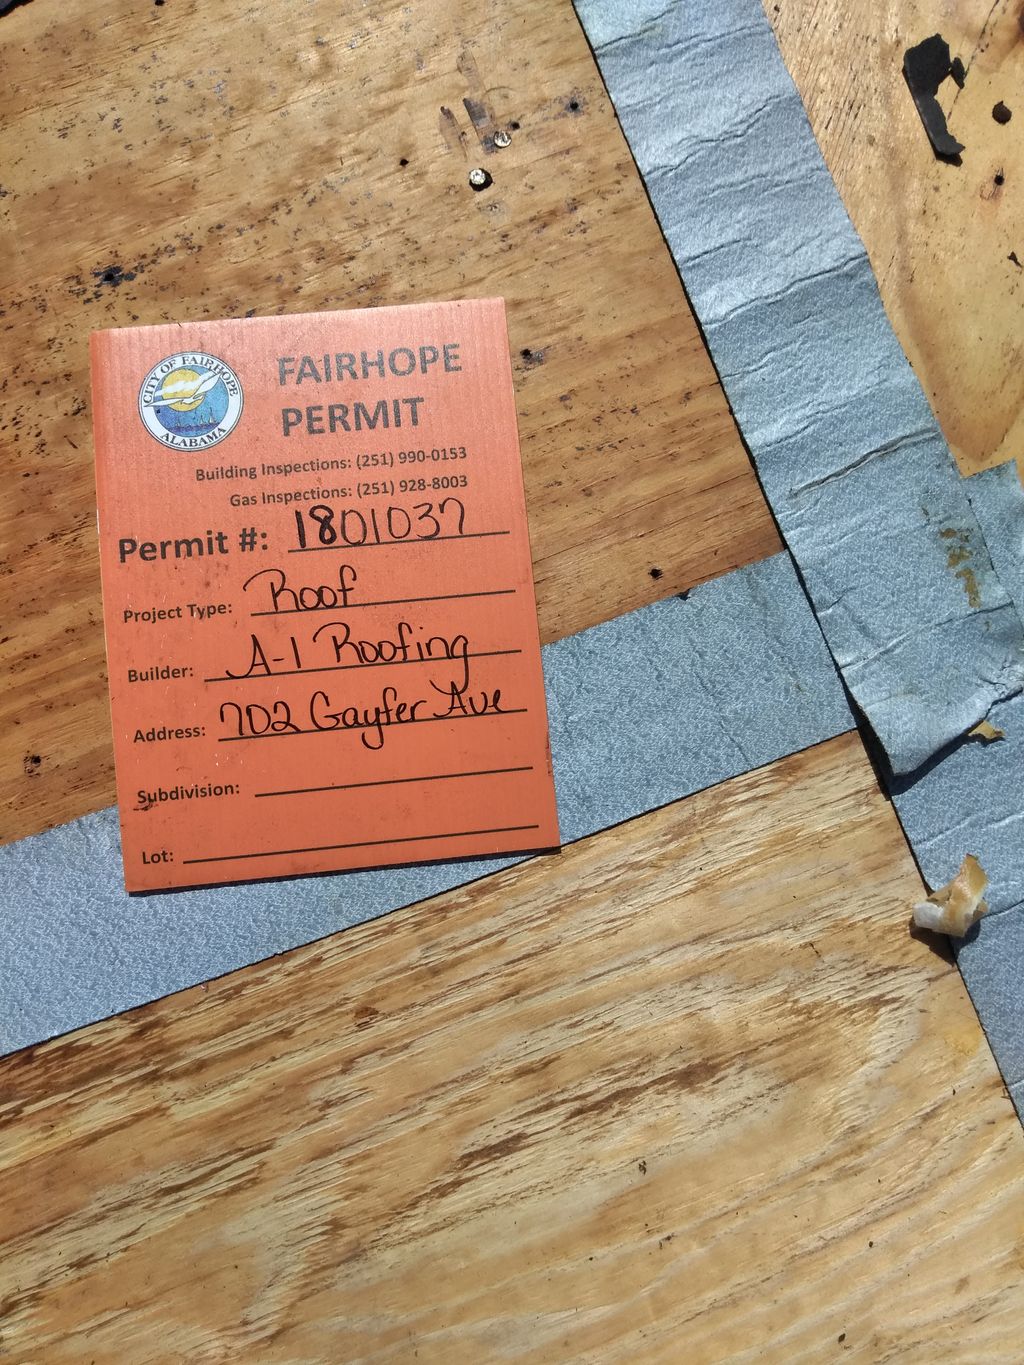 CITY OF FAIRHOPE
ALABAMA
FAIRHOPE
PERMIT
Building Inspections: (251) 990-0153
Gas Inspections: (251) 928-8003
Permit #: 1801037
Project Type: Roof
Builder: A-1 Roofing
Address: 702 Gayfer Ave
Subdivision:
Lot: